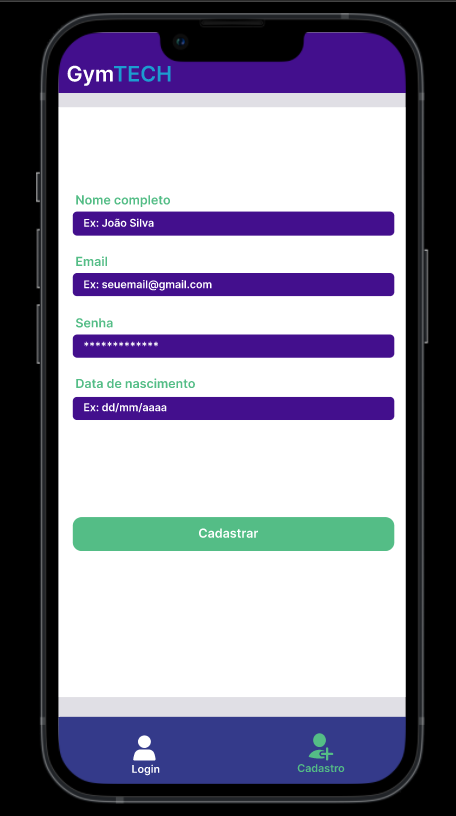 GymTECH
Nome completo
Ex: João Silva
Email
Ex: seuemail@gmail.com
Senha
*************
Data de nascimento
Ex: dd/mm/aaaa
Cadastrar
Login
Cadastro